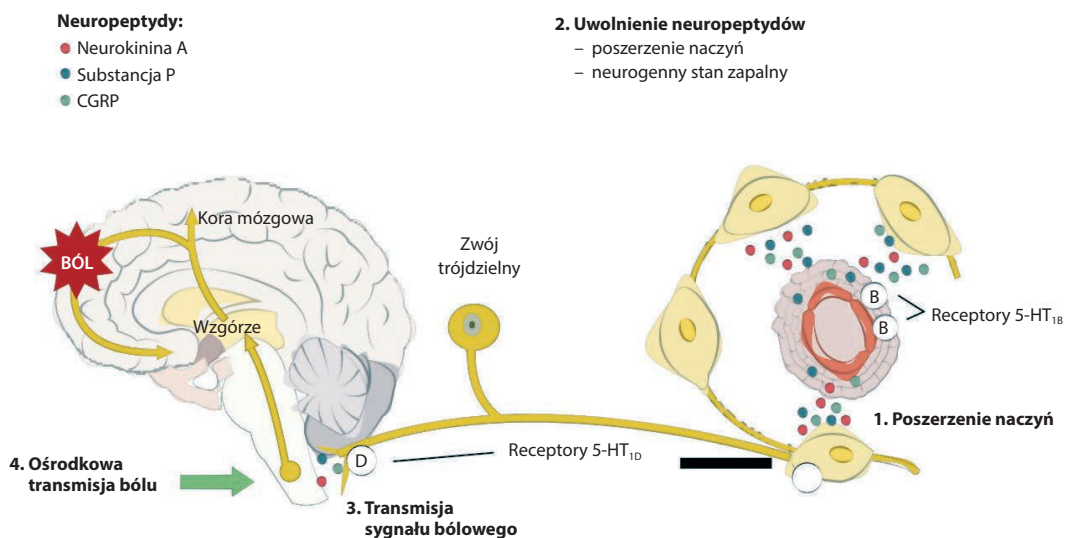 Neuropeptydy:
Neurokinina A
Substancja P
CGRP
2. Uwolnienie neuropeptydów
– poszerzenie naczyń
– neurogenny stan zapalny
Kora mózgowa
BÓL
Wzgórze
Zwój
trójdzielny
B
B
Receptory 5-HT1B
1. Poszerzenie naczyń
4. Ośrodkowa
transmisja bólu
D
Receptory 5-HT1D
3. Transmisja
sygnału bólowego